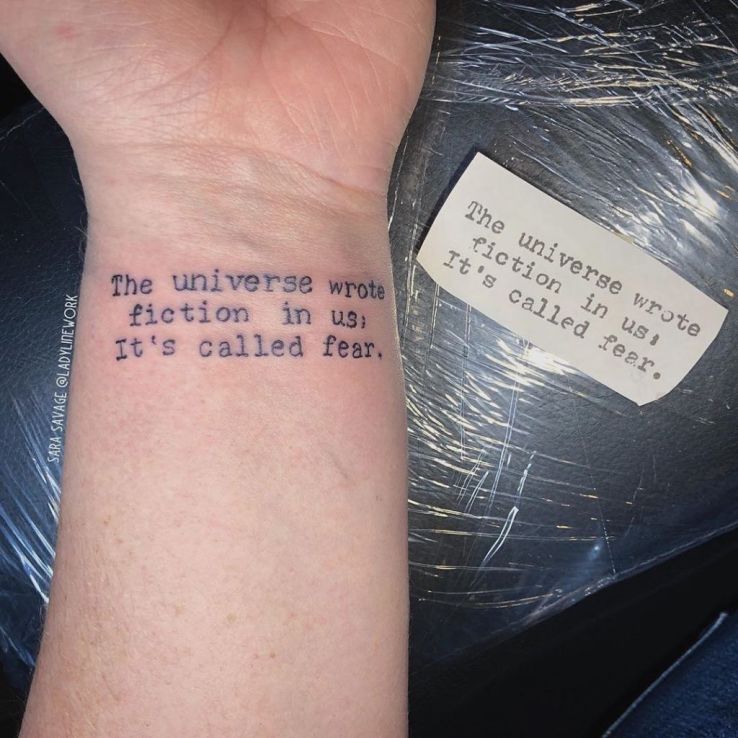 The universe wrote
fiction in us;
It's called fear.
The universe wrote
fiction in us;
It's called fear.
SARA SAVAGE @LADYLINEWORK